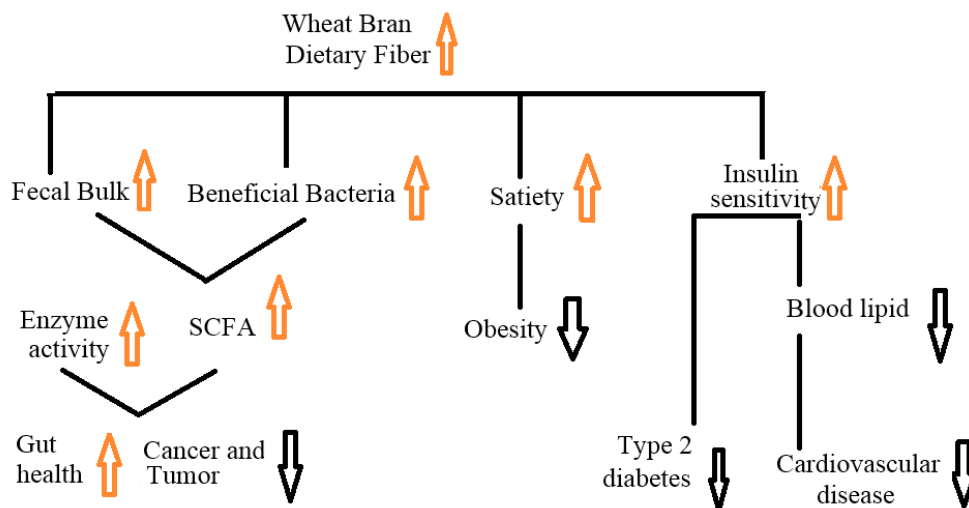 Wheat Bran
Dietary Fiber
Fecal Bulk
Beneficial Bacteria
Satiety
Insulin
sensitivity
Enzyme
activity
SCFA
Obesity
Blood lipid
Gut
health
Cancer and
Tumor
Type 2
diabetes
Cardiovascular
disease